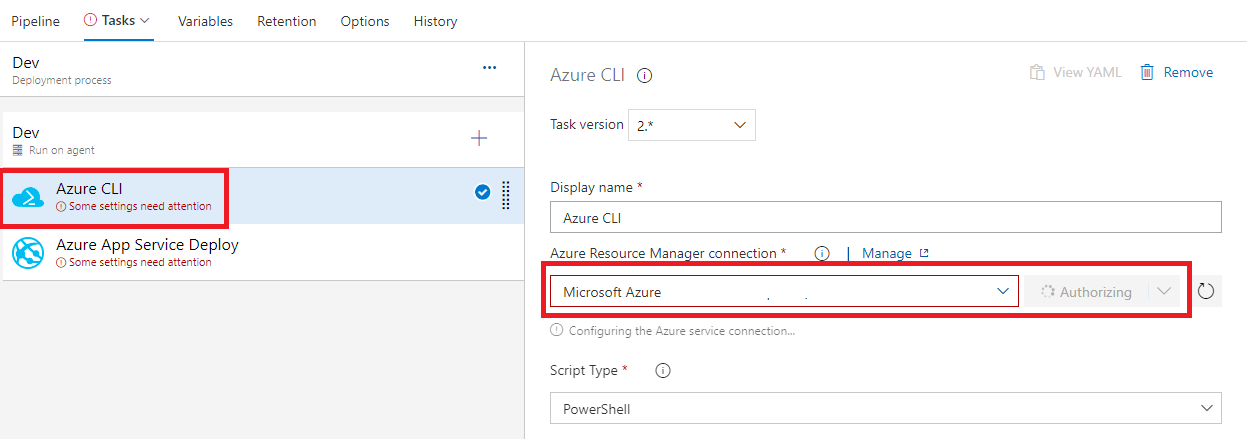 Pipeline Tasks Variables Retention Options History
Dev
Deployment process
Dev
Run on agent
Azure CLI
Some settings need attention
Azure App Service Deploy
Some settings need attention
Azure CLI
View YAML Remove
Task version 2.*
Display name *
Azure CLI
Azure Resource Manager connection * | Manage
Microsoft Azure Authorizing
Configuring the Azure service connection...
Script Type *
PowerShell